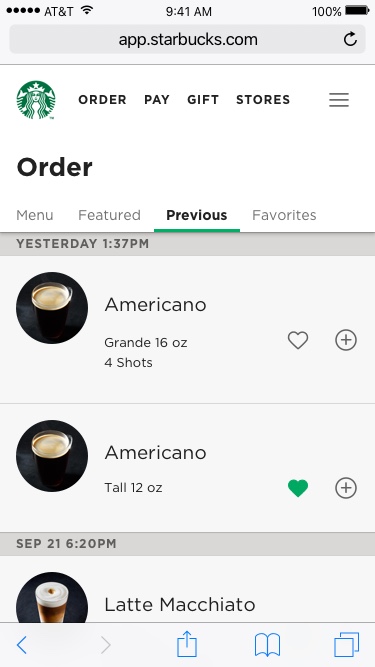 AT&T 9:41 AM 100%
app.starbucks.com
ORDER PAY GIFT STORES
Order
Menu Featured Previous Favorites
YESTERDAY 1:37PM
Americano
Grande 16 oz
4 Shots
Americano
Tall 12 oz
SEP 21 6:20PM
Latte Macchiato